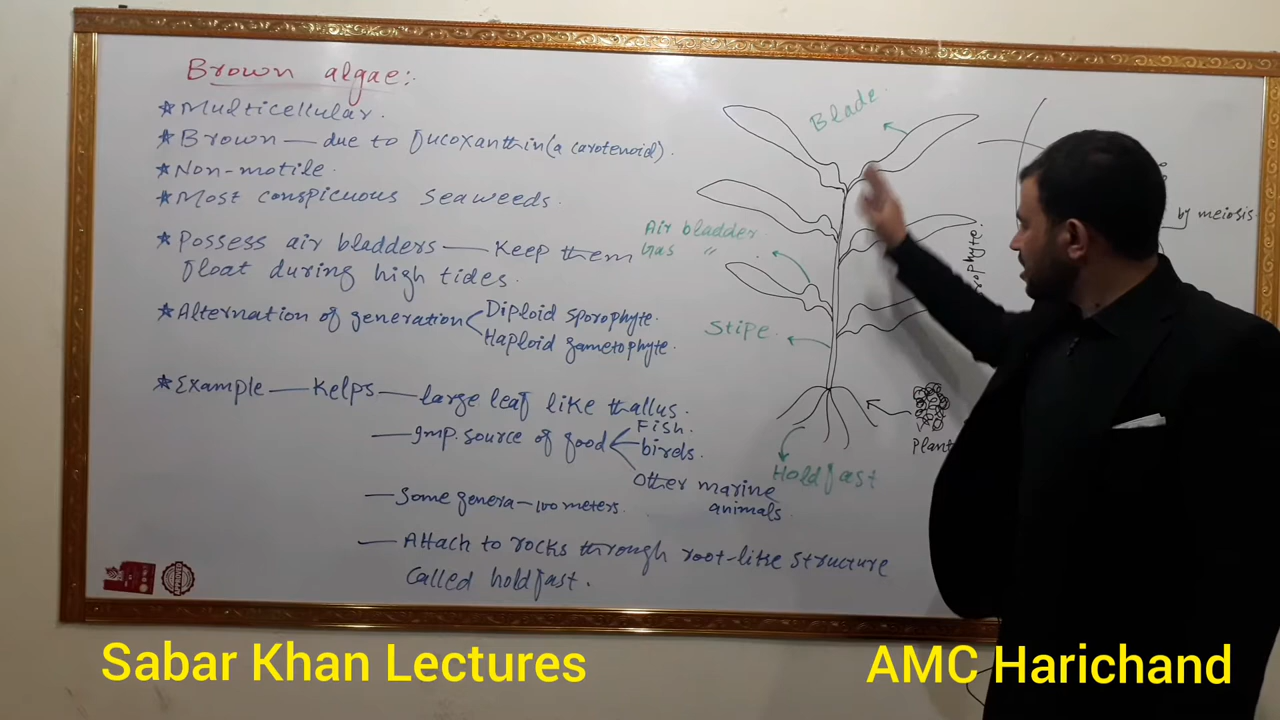 Brown algae:
* Multicellular.
* Brown — due to fucoxanthin (a carotenoid).
* Non-motile.
* Most conspicuous seaweeds.
* Possess air bladders — Keep them
float during high tides.
* Alternation of generation
Diploid sporophyte.
Haploid gametophyte.
* Example — Kelps — large leaf like thallus.
— Imp. source of food
Fish.
birds.
Other marine
animals.
— Some genera — 100 meters.
— Attach to rocks through root-like structure
Called holdfast.
Blade.
Air bladder.
Gas "
Stipe.
Holdfast
rophyte.
by meiosis
Plant
APPROVED
Sabar Khan Lectures
AMC Harichand